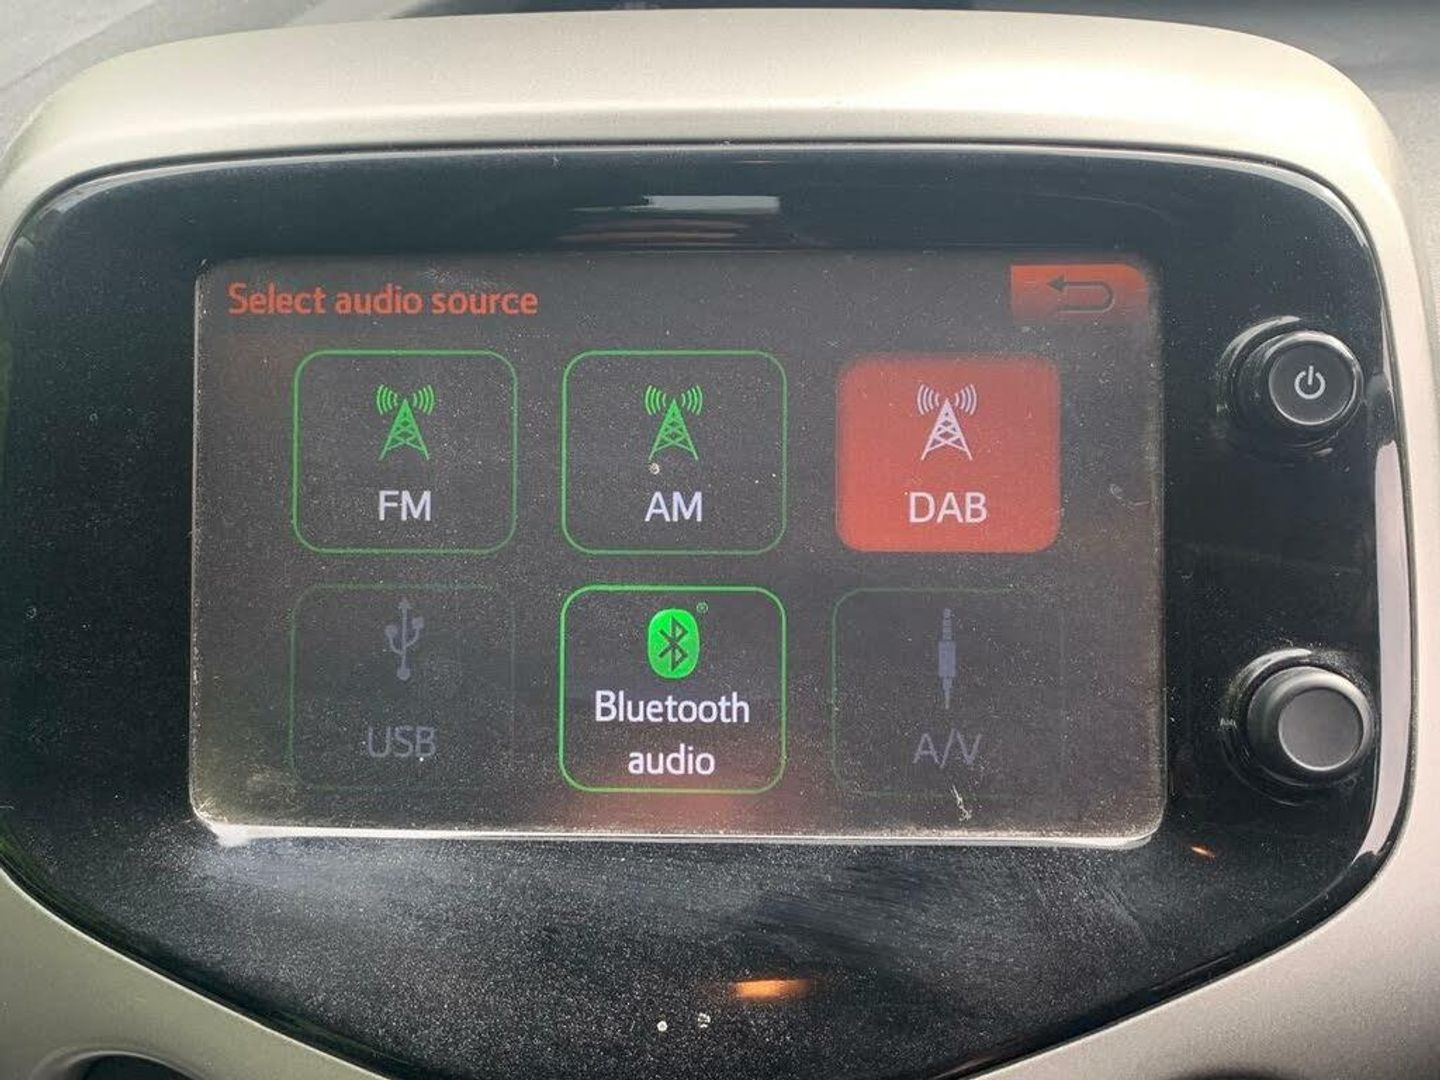 Select audio source
FM
AM
DAB
USB
Bluetooth
audio
A/V